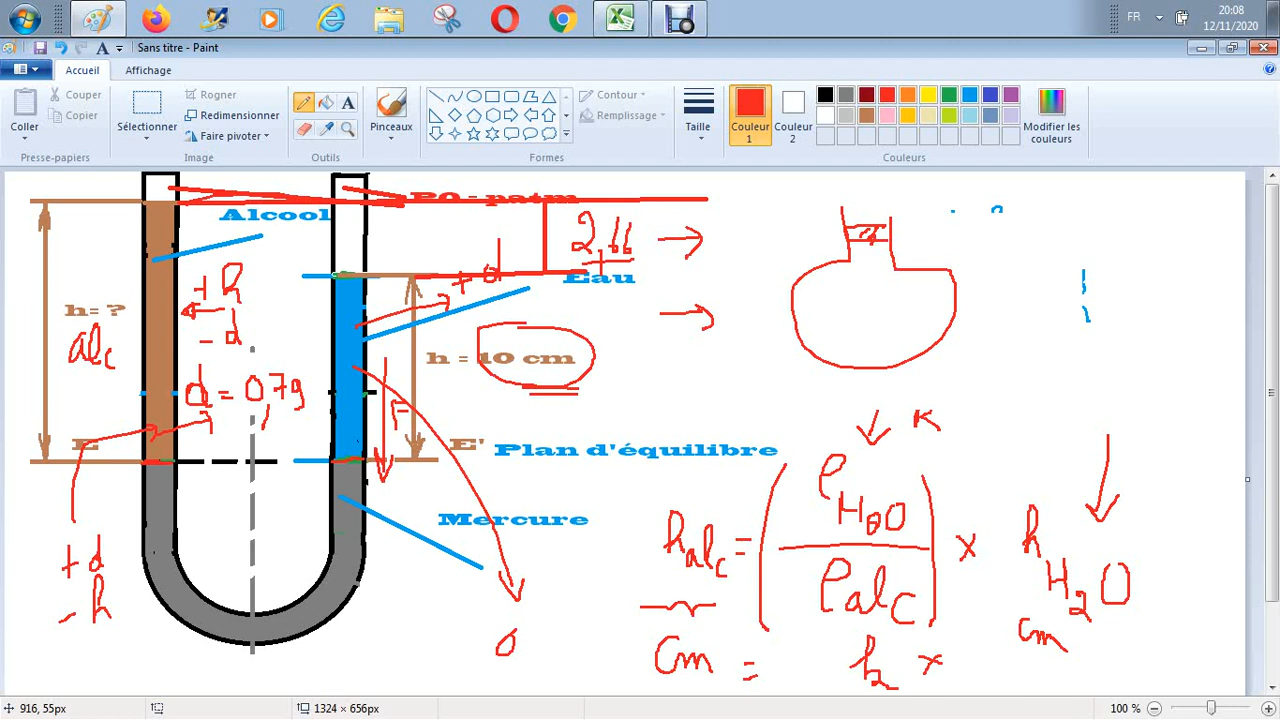 FR
20:08
12/11/2020
Sans titre - Paint
Accueil
Affichage
Coller
Couper
Copier
Presse-papiers
Sélectionner
Rogner
Redimensionner
Faire pivoter
Image
A
Outils
Pinceaux
Contour
Remplissage
Formes
Taille
Couleur 1
Couleur 2
Modifier les couleurs
Couleurs
P0 - patm
Alcool
2,66
+ d
Eau
+ h
- d
h= ?
alc
h = 10 cm
d = 0,79
E
E'
Plan d'équilibre
K
Mercure
h alc = ( ρ H2O / ρ alc ) × h H2O
+ d
- h
cm
cm =
×
916, 55px
1324 × 656px
100 %